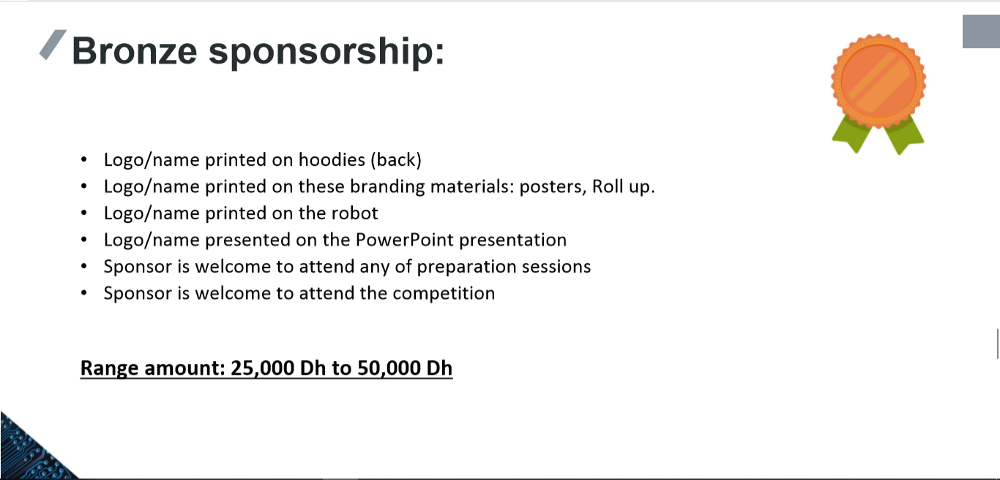 Bronze sponsorship:
• Logo/name printed on hoodies (back)
• Logo/name printed on these branding materials: posters, Roll up.
• Logo/name printed on the robot
• Logo/name presented on the PowerPoint presentation
• Sponsor is welcome to attend any of preparation sessions
• Sponsor is welcome to attend the competition
Range amount: 25,000 Dh to 50,000 Dh